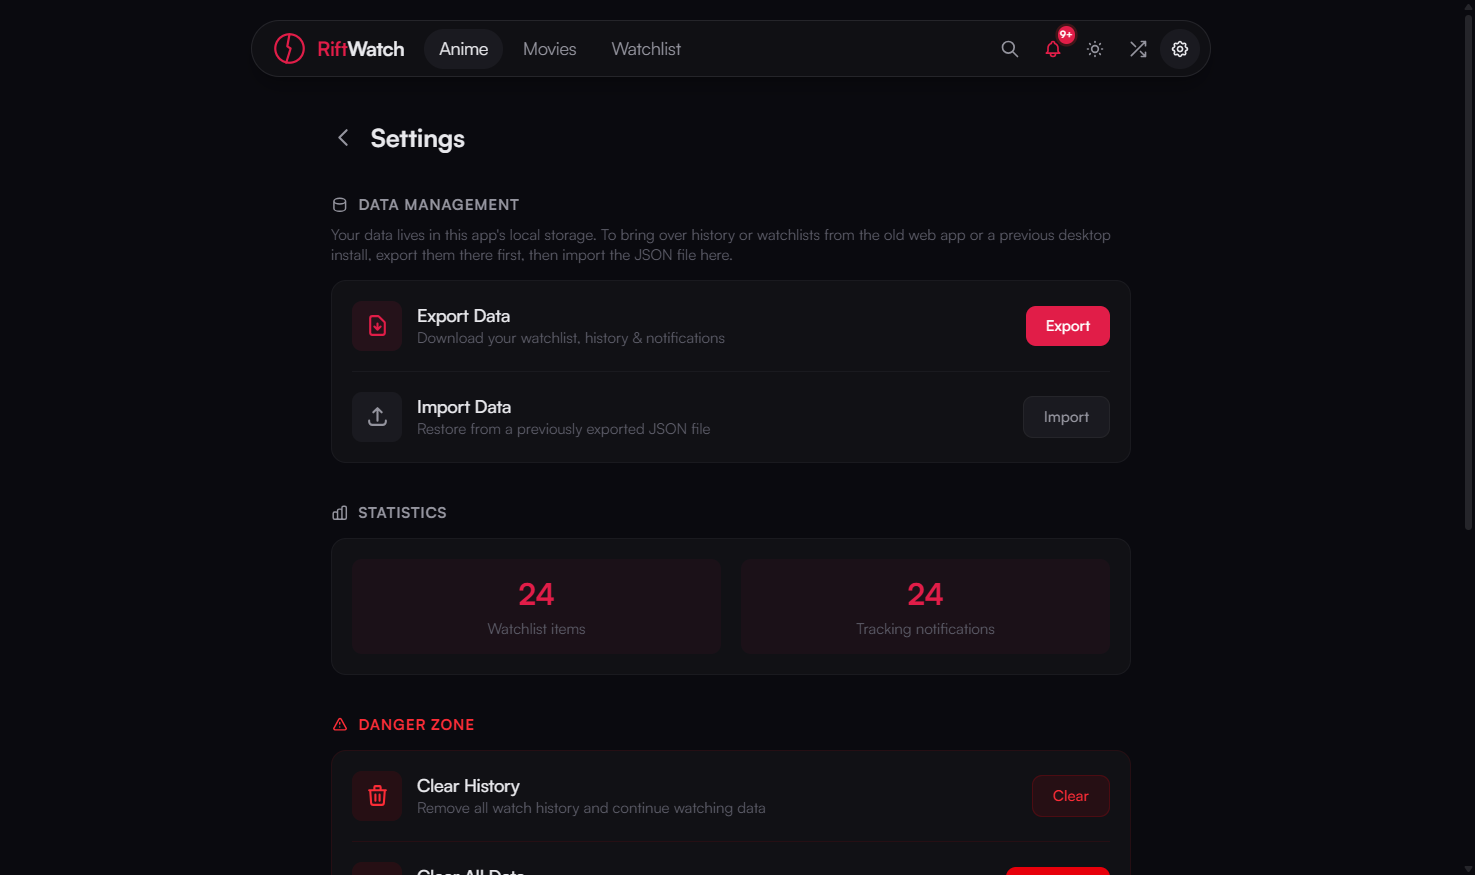 RiftWatch
Anime
Movies
Watchlist
9+
Settings
DATA MANAGEMENT
Your data lives in this app's local storage. To bring over history or watchlists from the old web app or a previous desktop
install, export them there first, then import the JSON file here.
Export Data
Download your watchlist, history & notifications
Export
Import Data
Restore from a previously exported JSON file
Import
STATISTICS
24
Watchlist items
24
Tracking notifications
DANGER ZONE
Clear History
Remove all watch history and continue watching data
Clear
Clear All Data